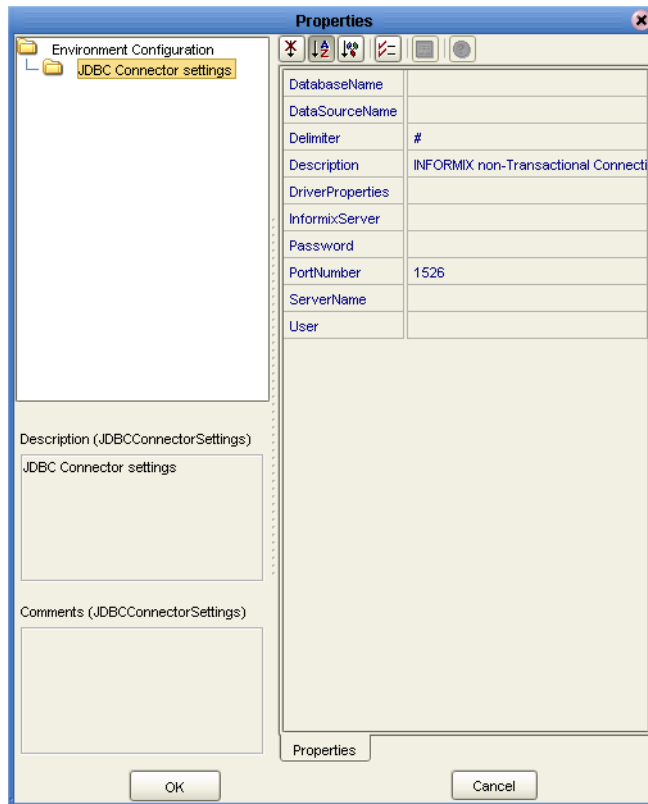 Properties
Environment Configuration
JDBC Connector settings
DatabaseName
DataSourceName
Delimiter #
Description INFORMIX non-Transactional Connecti
DriverProperties
InformixServer
Password
PortNumber 1526
ServerName
User
Description (JDBCConnectorSettings)
JDBC Connector settings
Comments (JDBCConnectorSettings)
Properties
OK
Cancel